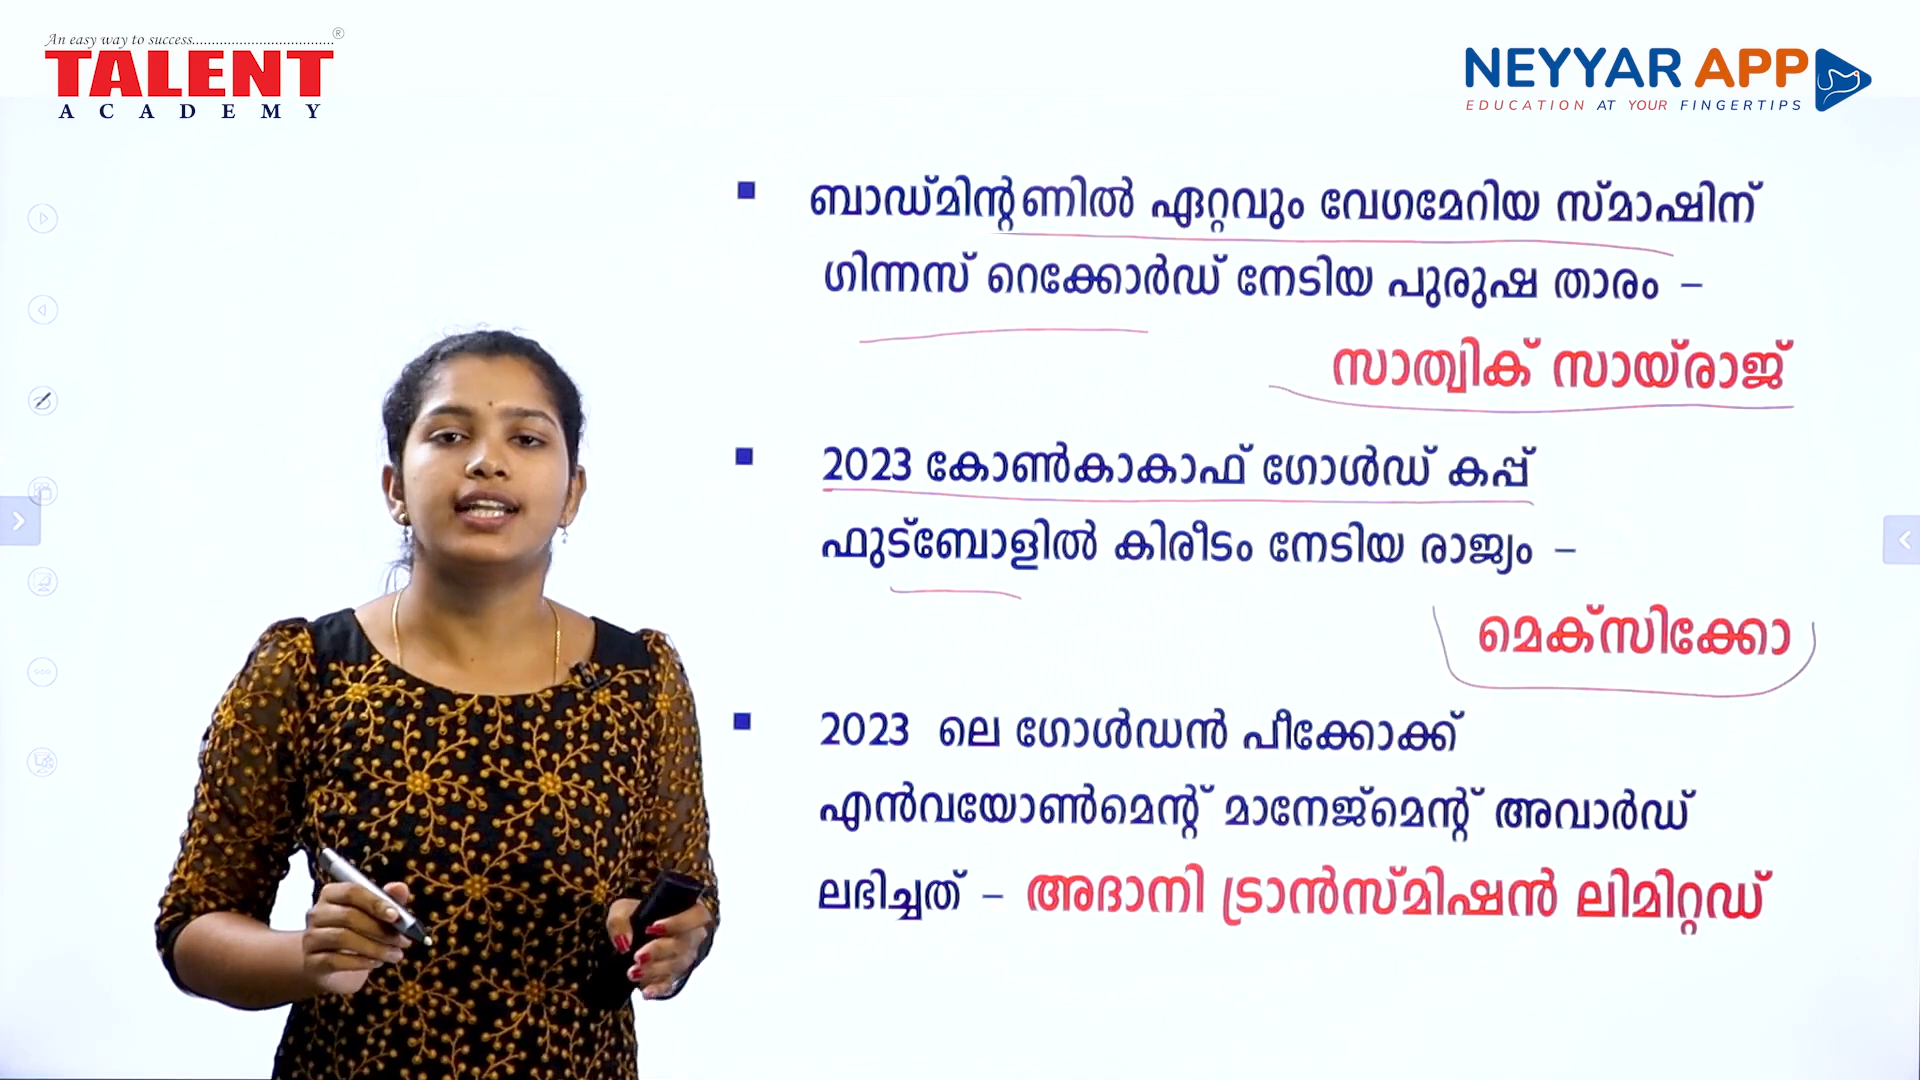 An easy way to success
TALENT
ACADEMY
NEYYAR APP
EDUCATION AT YOUR FINGERTIPS
ബാഡ്മിന്റണിൽ ഏറ്റവും വേഗമേറിയ സ്മാഷിന്
ഗിന്നസ് റെക്കോർഡ് നേടിയ പുരുഷ താരം –
സാത്വിക് സായ്‌രാജ്
2023 കോൺകാകാഫ് ഗോൾഡ് കപ്പ്
ഫുട്ബോളിൽ കിരീടം നേടിയ രാജ്യം –
മെക്സിക്കോ
2023 ലെ ഗോൾഡൻ പീക്കോക്ക്
എൻവയോൺമെന്റ് മാനേജ്മെന്റ് അവാർഡ്
ലഭിച്ചത് – അദാനി ട്രാൻസ്മിഷൻ ലിമിറ്റഡ്